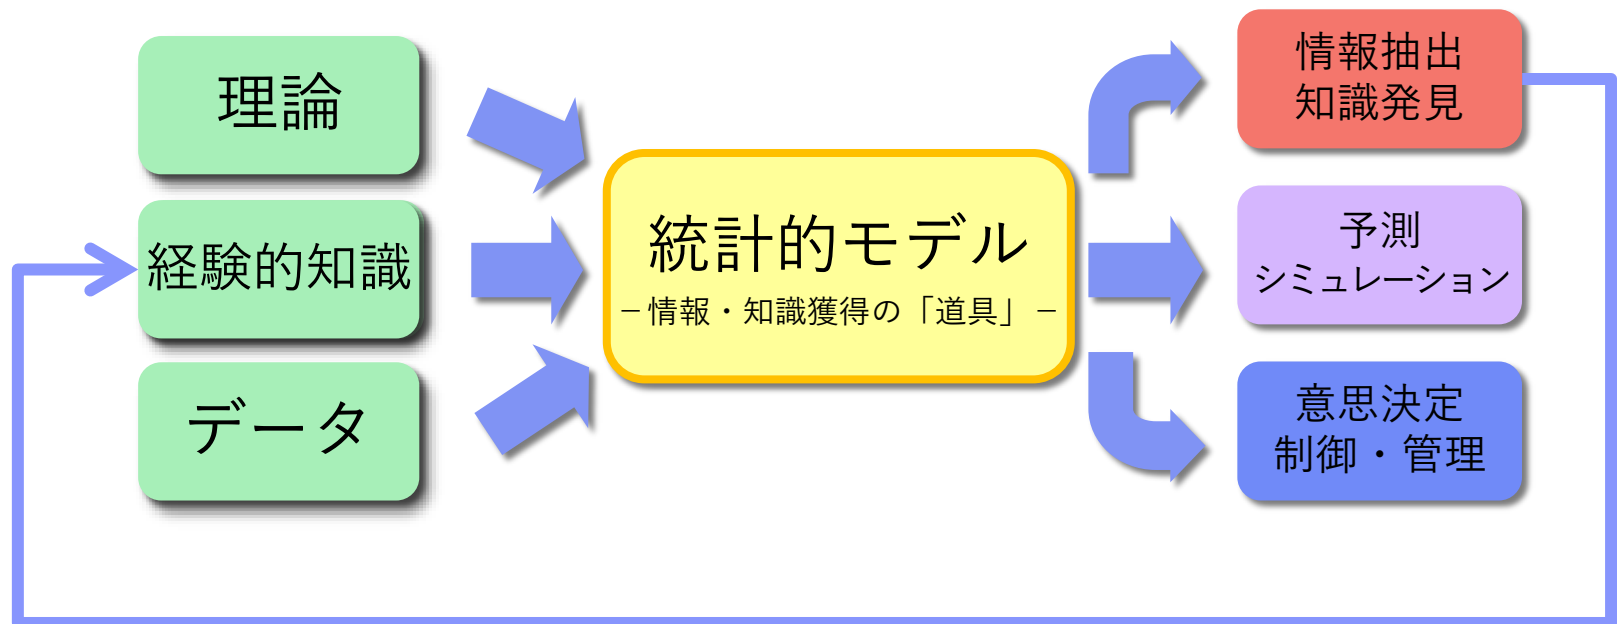 理論
経験的知識
データ
統計的モデル
－情報・知識獲得の「道具」－
情報抽出
知識発見
予測
シミュレーション
意思決定
制御・管理